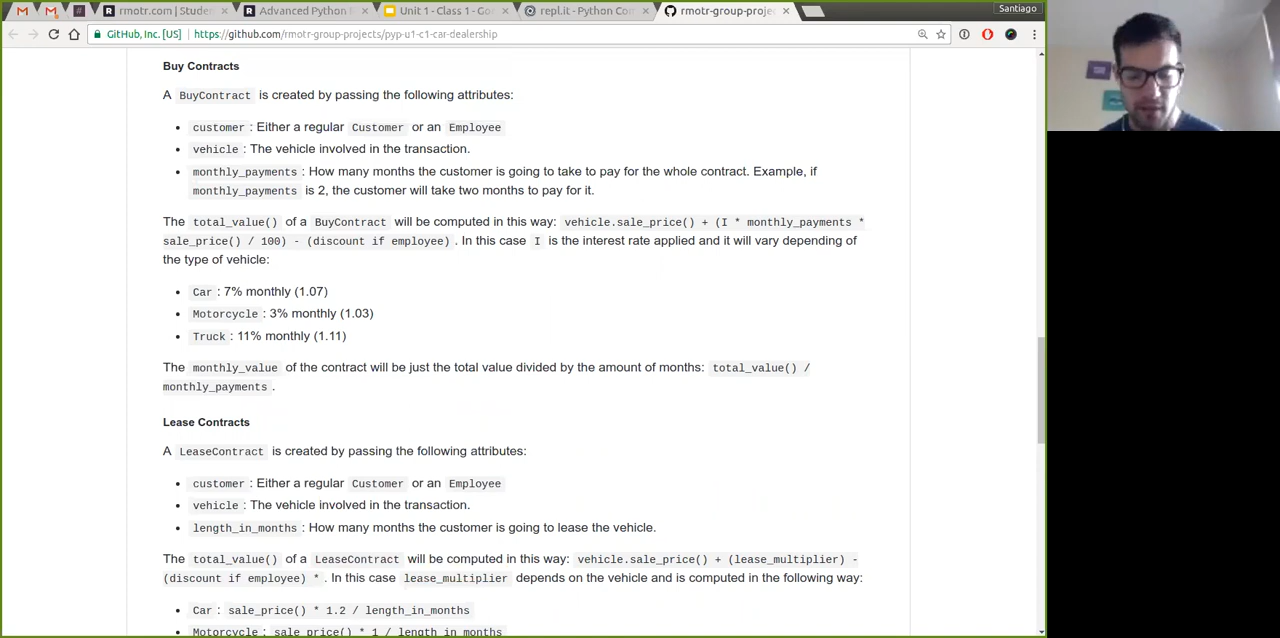 rmotr.com | Studen
Advanced Python
Unit 1 - Class 1 - Go
repl.it - Python Co
rmotr-group-proje
Santiago
GitHub, Inc. [US]
https://github.com/rmotr-group-projects/pyp-u1-c1-car-dealership
Buy Contracts
A BuyContract is created by passing the following attributes:
• customer : Either a regular Customer or an Employee
• vehicle : The vehicle involved in the transaction.
• monthly_payments : How many months the customer is going to take to pay for the whole contract. Example, if
monthly_payments is 2, the customer will take two months to pay for it.
The total_value() of a BuyContract will be computed in this way: vehicle.sale_price() + (I * monthly_payments *
sale_price() / 100) - (discount if employee) . In this case I is the interest rate applied and it will vary depending of
the type of vehicle:
• Car : 7% monthly (1.07)
• Motorcycle : 3% monthly (1.03)
• Truck : 11% monthly (1.11)
The monthly_value of the contract will be just the total value divided by the amount of months: total_value() /
monthly_payments .
Lease Contracts
A LeaseContract is created by passing the following attributes:
• customer : Either a regular Customer or an Employee
• vehicle : The vehicle involved in the transaction.
• length_in_months : How many months the customer is going to lease the vehicle.
The total_value() of a LeaseContract will be computed in this way: vehicle.sale_price() + (lease_multiplier) -
(discount if employee) * . In this case lease_multiplier depends on the vehicle and is computed in the following way:
• Car : sale_price() * 1.2 / length_in_months
• Motorcycle : sale_price() * 1 / length_in_months